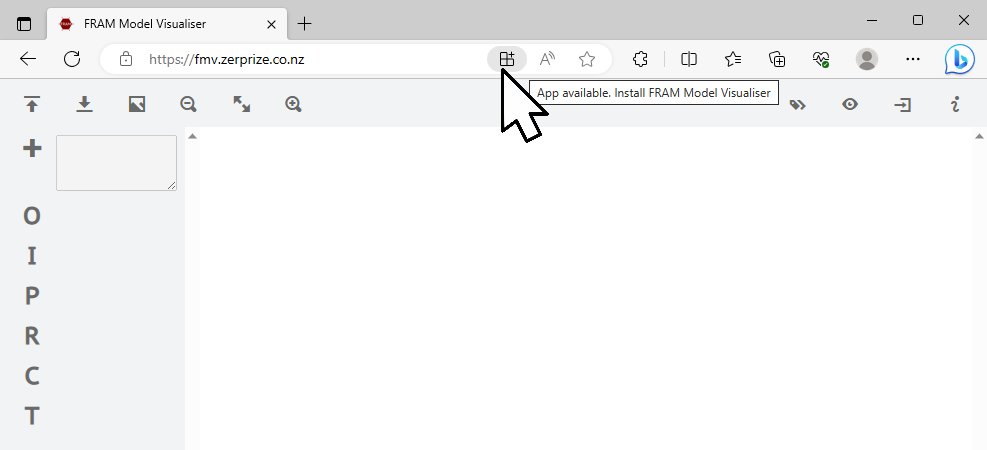 FRAM Model Visualiser
https://fmv.zerprize.co.nz
App available. Install FRAM Model Visualiser
O
I
P
R
C
T